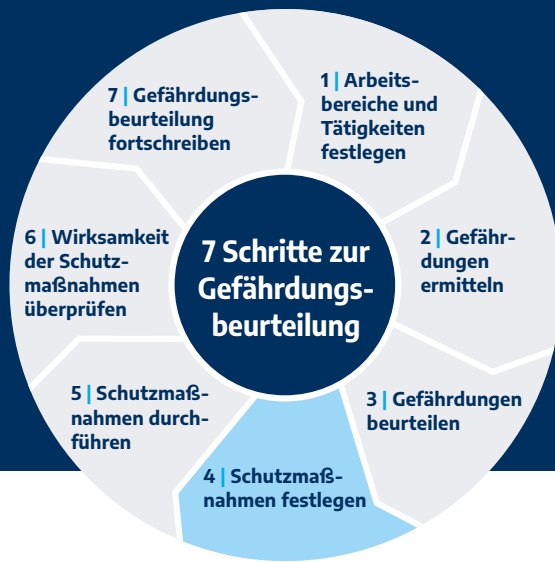 7 Schritte zur
Gefährdungs-
beurteilung
1 | Arbeits-
bereiche und
Tätigkeiten
festlegen
2 | Gefähr-
dungen
ermitteln
3 | Gefährdungen
beurteilen
4 | Schutzmaß-
nahmen festlegen
5 | Schutzmaß-
nahmen durch-
führen
6 | Wirksamkeit
der Schutz-
maßnahmen
überprüfen
7 | Gefährdungs-
beurteilung
fortschreiben